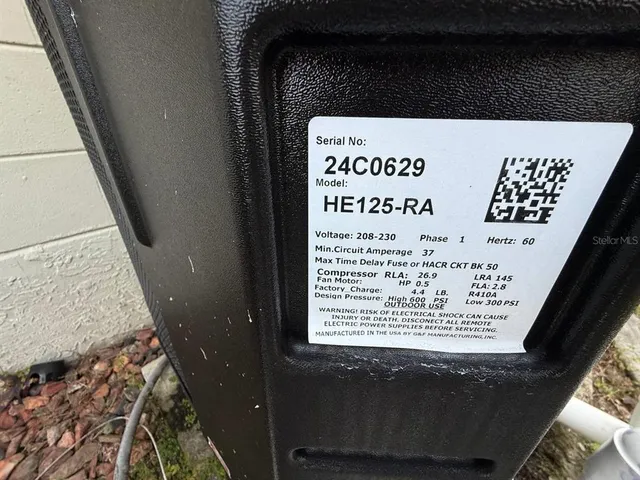 Serial No:
24C0629
Model:
HE125-RA
Voltage: 208-230 Phase 1 Hertz: 60
Min.Circuit Amperage 37
Max Time Delay Fuse or HACR CKT BK 50
Compressor RLA: 26.9 LRA 145
Fan Motor: HP 0.5 FLA: 2.8
Factory_Charge: 4.4 LB. R410A
Design Pressure: High 600 PSI Low 300 PSI
OUTDOOR USE
WARNING! RISK OF ELECTRICAL SHOCK CAN CAUSE
INJURY OR DEATH. DISCONECT ALL REMOTE
ELECTRIC POWER SUPPLIES BEFORE SERVICING.
MANUFACTURED IN THE USA BY G&F MANUFACTURING,INC.
Stellar MLS